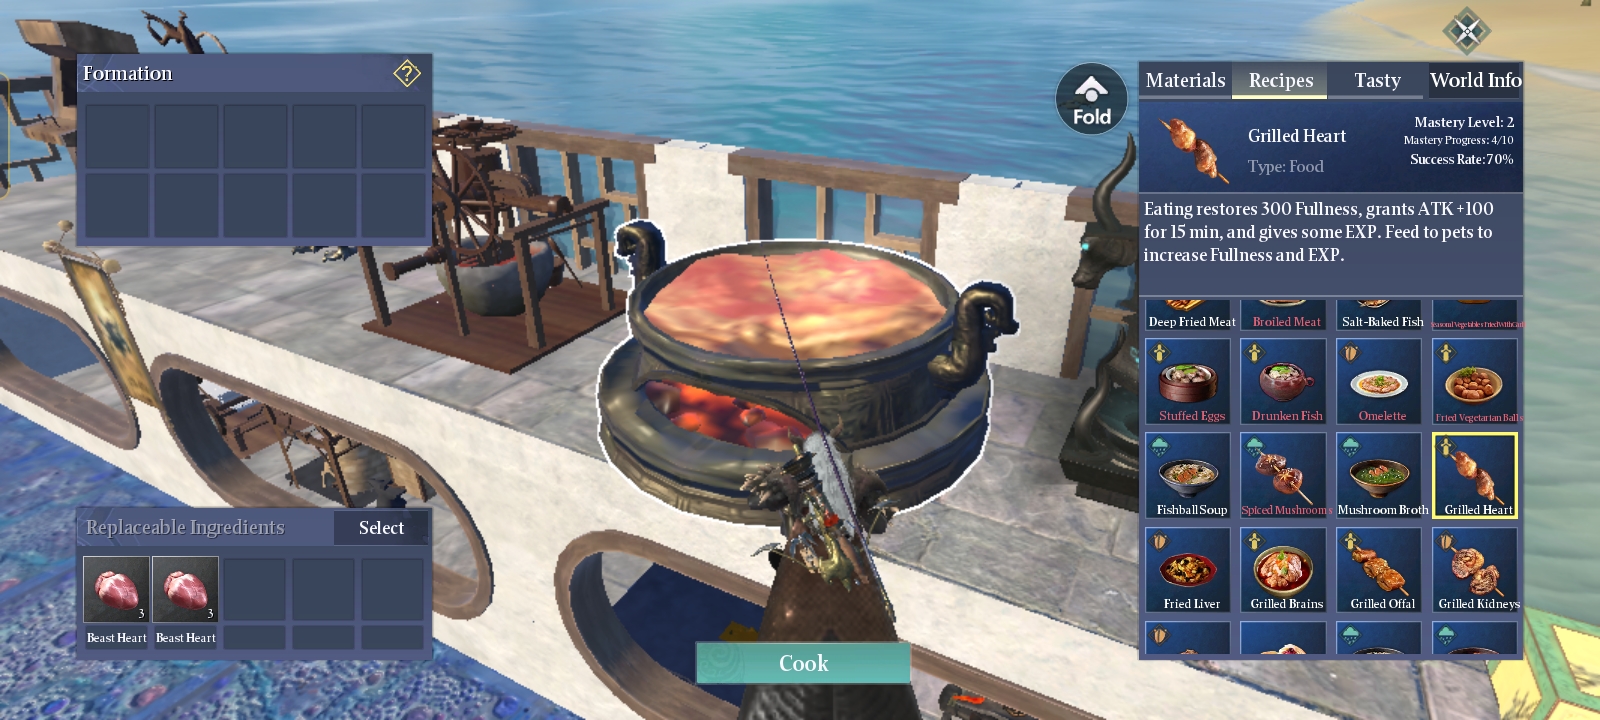 Formation
?
Fold
Materials
Recipes
Tasty
World Info
Grilled Heart
Type: Food
Mastery Level: 2
Mastery Progress: 4/10
Success Rate:70%
Eating restores 300 Fullness, grants ATK +100
for 15 min, and gives some EXP. Feed to pets to
increase Fullness and EXP.
Deep Fried Meat
Broiled Meat
Salt-Baked Fish
Seasonal Vegetables Fried With
Stuffed Eggs
Drunken Fish
Omelette
Fried Vegetarian Balls
Fishball Soup
Spiced Mushrooms
Mushroom Broth
Grilled Heart
Fried Liver
Grilled Brains
Grilled Offal
Grilled Kidneys
Replaceable Ingredients
Select
3
3
Beast Heart
Beast Heart
Cook